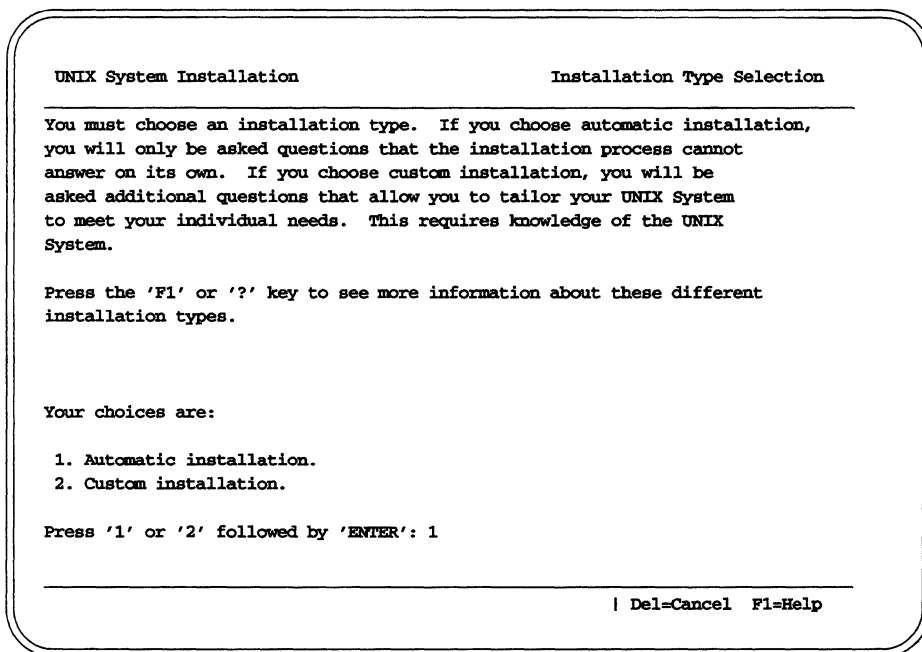 UNIX System Installation Installation Type Selection
You must choose an installation type. If you choose automatic installation,
you will only be asked questions that the installation process cannot
answer on its own. If you choose custom installation, you will be
asked additional questions that allow you to tailor your UNIX System
to meet your individual needs. This requires knowledge of the UNIX
System.
Press the 'F1' or '?' key to see more information about these different
installation types.
Your choices are:
1. Automatic installation.
2. Custom installation.
Press '1' or '2' followed by 'ENTER': 1
| Del=Cancel F1=Help